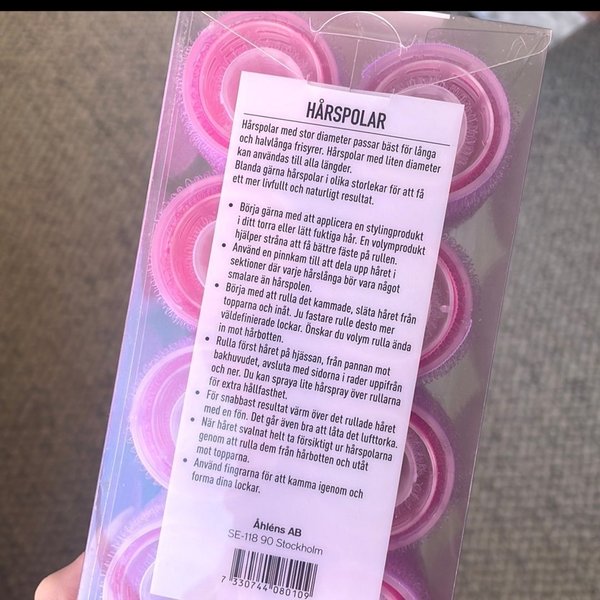 HÅRSPOLAR
Hårspolar med stor diameter passar bäst för långa
och halvlånga frisyrer. Hårspolar med liten diameter
kan användas till alla längder.
Blanda gärna hårspolar i olika storlekar för att få
ett mer livfullt och naturligt resultat.
• Börja gärna med att applicera en stylingprodukt
i ditt torra eller lätt fuktiga hår. En volymprodukt
hjälper stråna att få bättre fäste på rullen.
• Använd en pinnkam till att dela upp håret i
sektioner där varje hårslånga bör vara något
smalare än hårspolen.
• Börja med att rulla det kammade, släta håret från
topparna och inåt. Ju fastare rulle desto mer
väldefinierade lockar. Önskar du volym rulla ända
in mot hårbotten.
• Rulla först håret på hjässan, från pannan mot
bakhuvudet, avsluta med sidorna i rader uppifrån
och ner. Du kan spraya lite hårspray över rullarna
för extra hållfasthet.
• För snabbast resultat värm över det rullade håret
med en fön. Det går även bra att låta det lufttorka.
• När håret svalnat helt ta försiktigt ur hårspolarna
genom att rulla dem från hårbotten och utåt
mot topparna.
• Använd fingrarna för att kamma igenom och
forma dina lockar.
Åhléns AB
SE-118 90 Stockholm
7 330744 080109